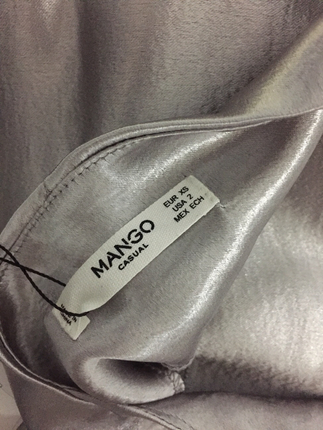 MANGO
CASUAL
EUR XS
USA 2
MEX ECH